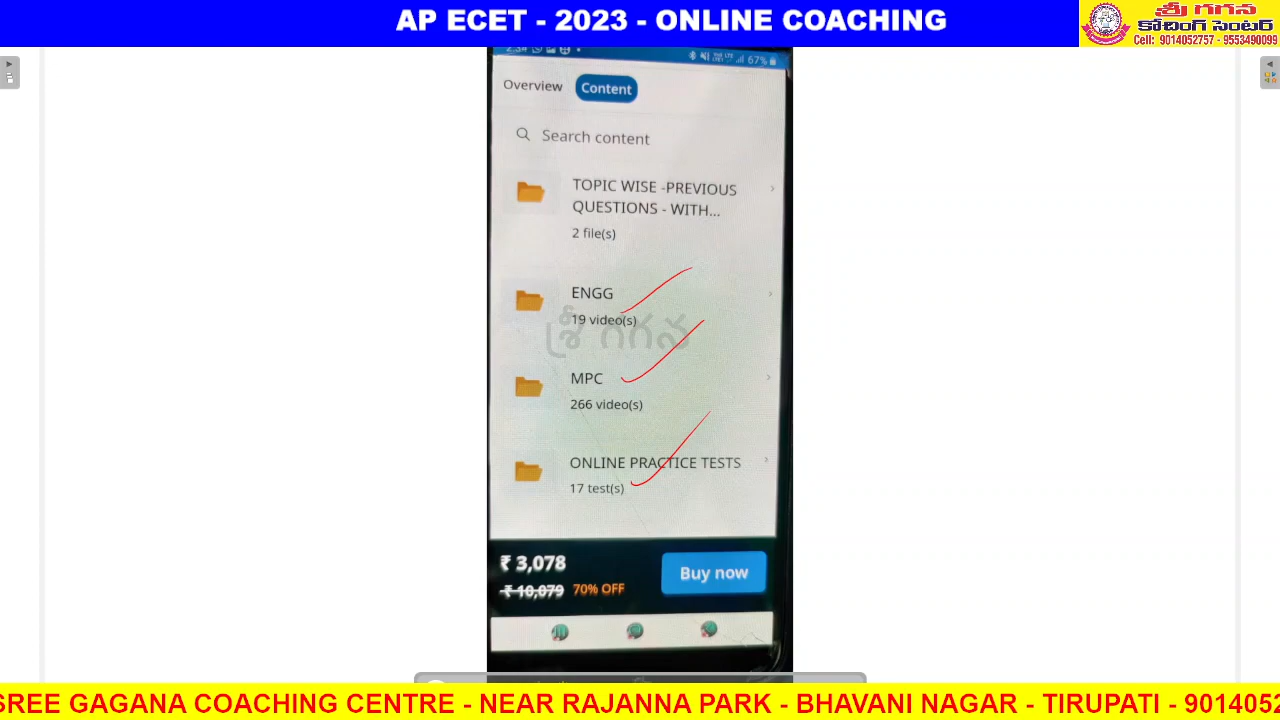 AP ECET - 2023 - ONLINE COACHING
శ్రీ గగన
కోచింగ్ సెంటర్
Cell: 9014052757 - 9553490099
67%
Overview
Content
Search content
TOPIC WISE -PREVIOUS
QUESTIONS - WITH...
2 file(s)
ENGG
19 video(s)
శ్రీ గగన
MPC
266 video(s)
ONLINE PRACTICE TESTS
17 test(s)
₹ 3,078
Buy now
₹ 10,079 70% OFF
SREE GAGANA COACHING CENTRE - NEAR RAJANNA PARK - BHAVANI NAGAR - TIRUPATI - 9014052